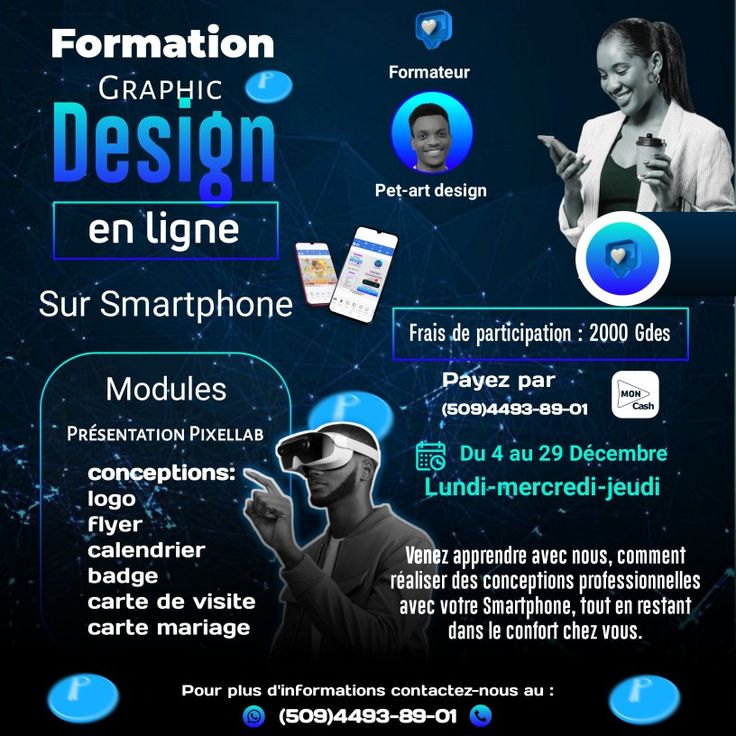 Formation
GRAPHIC
Design
en ligne
Sur Smartphone
Formateur
Pet-art design
Frais de participation : 2000 Gdes
Payez par
(509)4493-89-01
MON
Cash
Du 4 au 29 Décembre
Lundi-mercredi-jeudi
Modules
PRÉSENTATION PIXELLAB
conceptions:
logo
flyer
calendrier
badge
carte de visite
carte mariage
Venez apprendre avec nous, comment
réaliser des conceptions professionnelles
avec votre Smartphone, tout en restant
dans le confort chez vous.
Pour plus d'informations contactez-nous au :
(509)4493-89-01